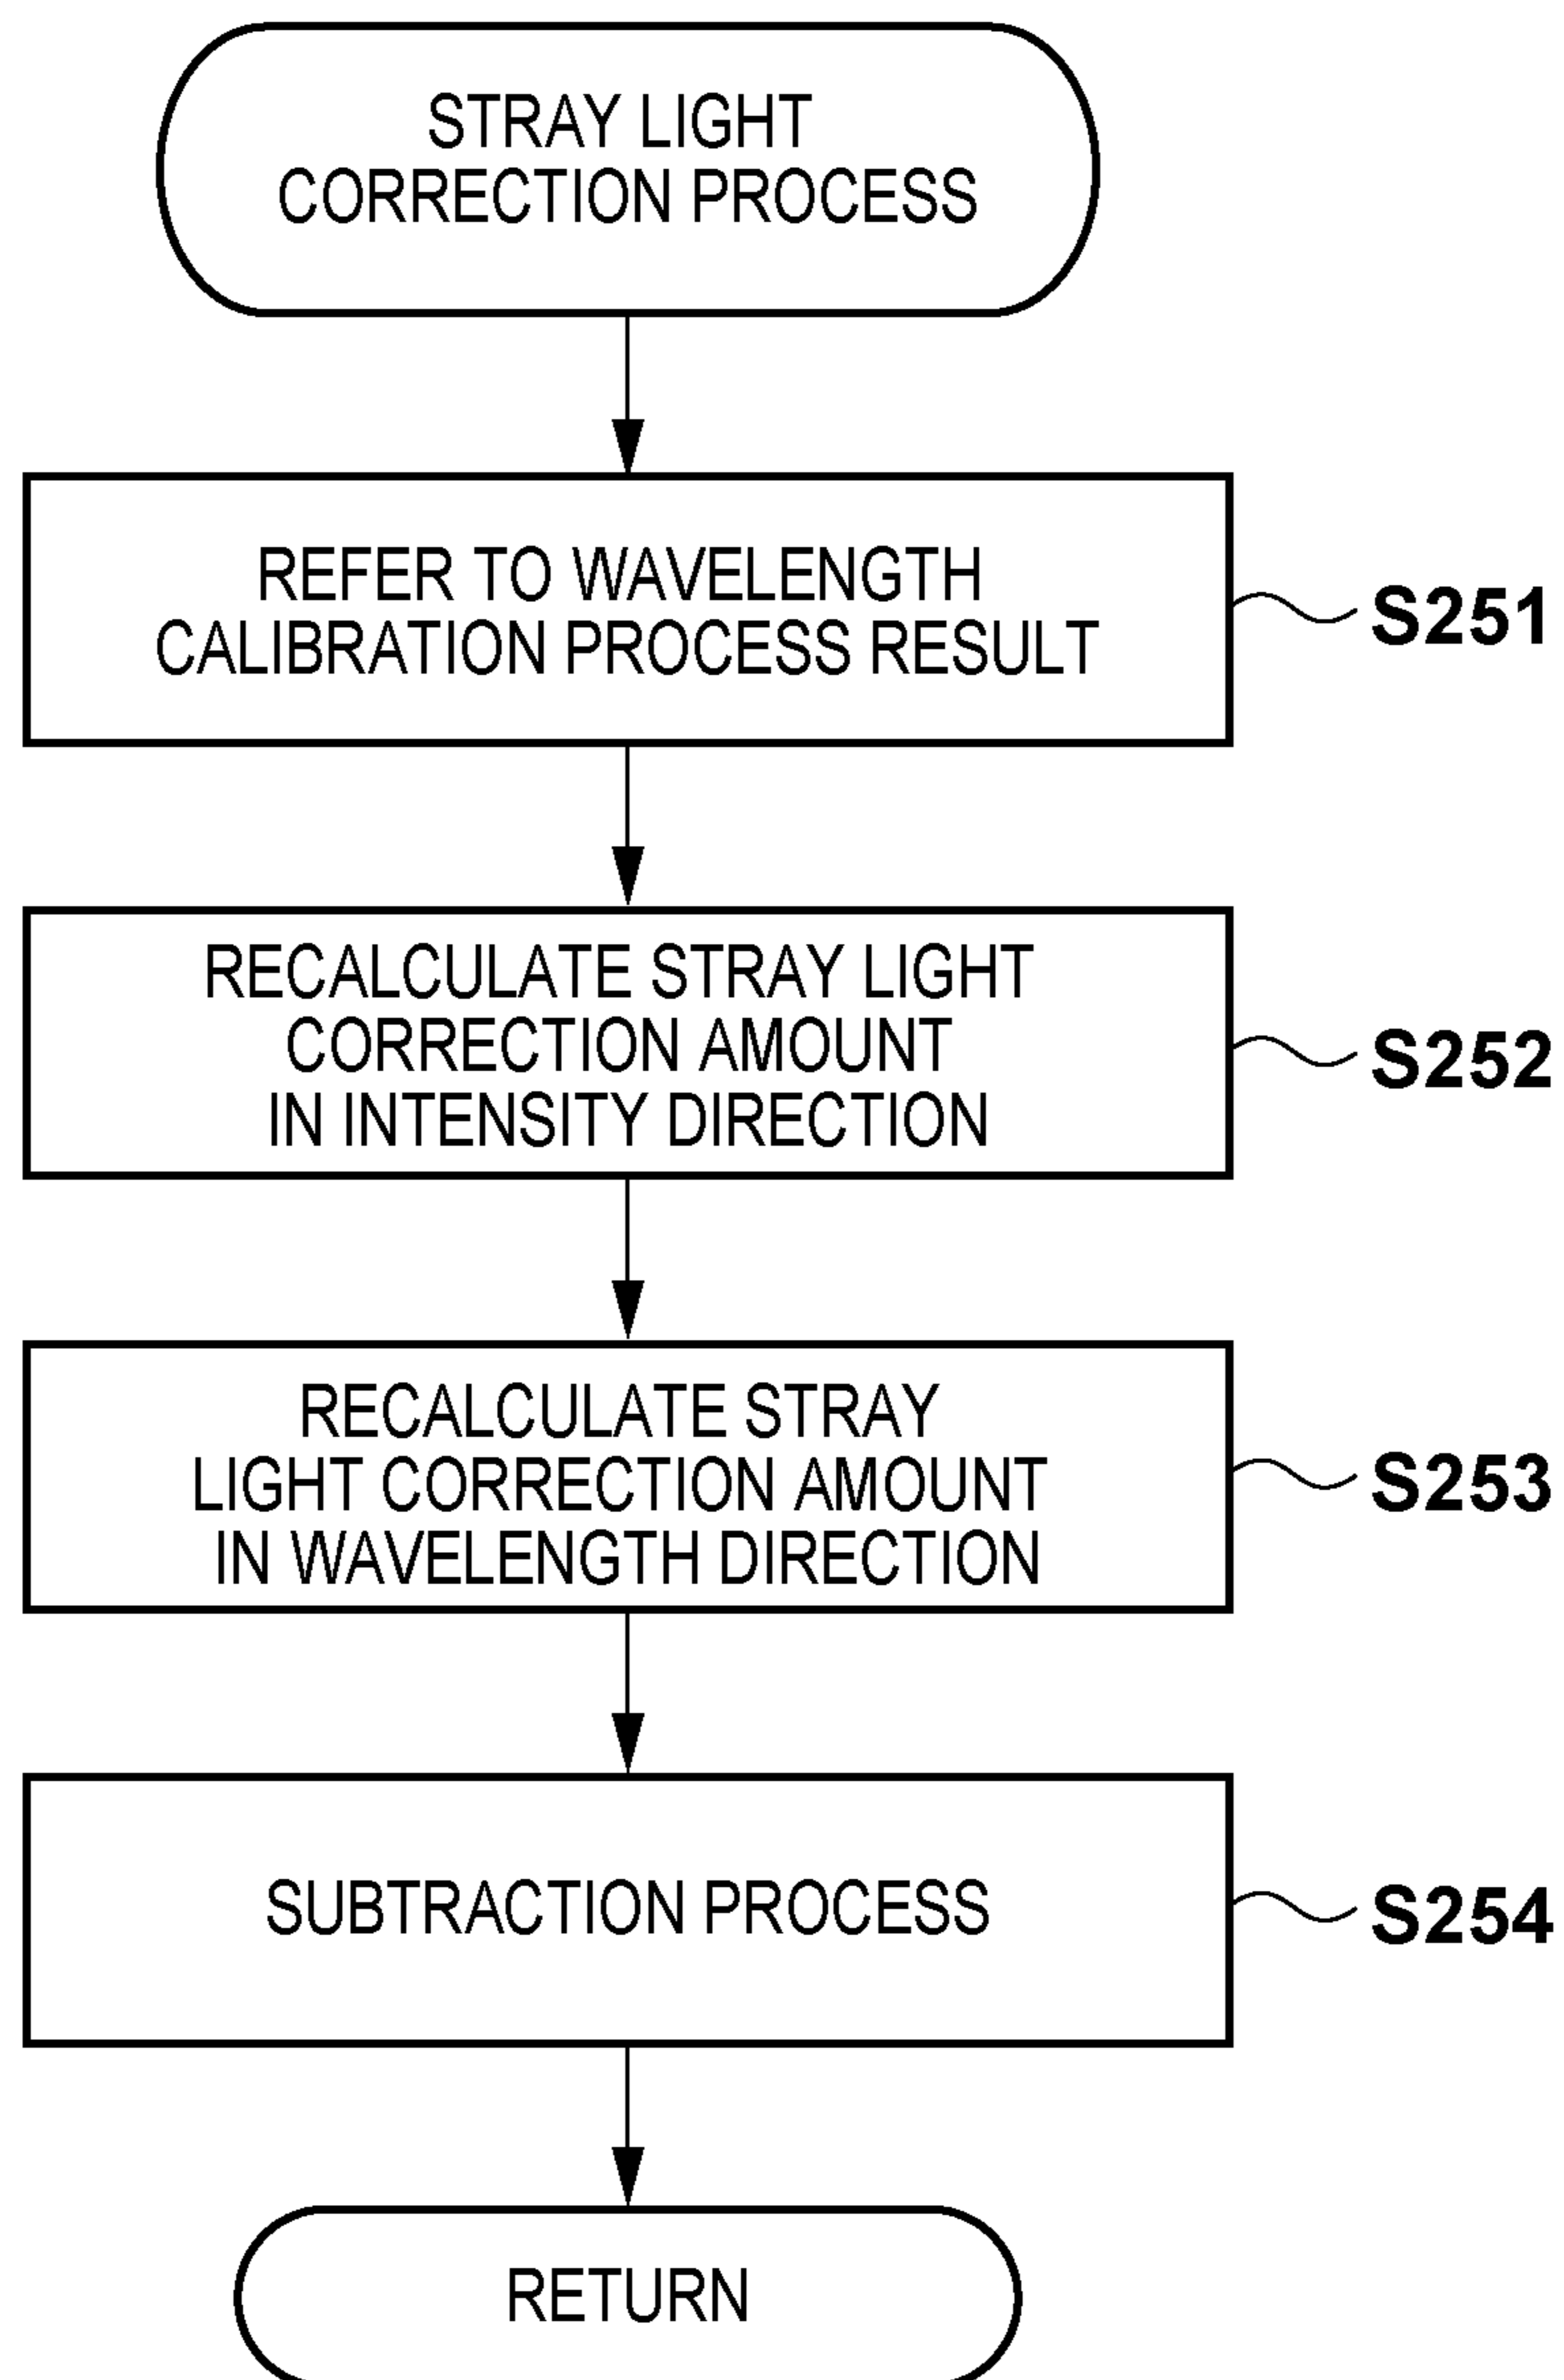 STRAY LIGHT
CORRECTION PROCESS
REFER TO WAVELENGTH
CALIBRATION PROCESS RESULT
S251
RECALCULATE STRAY LIGHT
CORRECTION AMOUNT
IN INTENSITY DIRECTION
S252
RECALCULATE STRAY
LIGHT CORRECTION AMOUNT
IN WAVELENGTH DIRECTION
S253
SUBTRACTION PROCESS
S254
RETURN